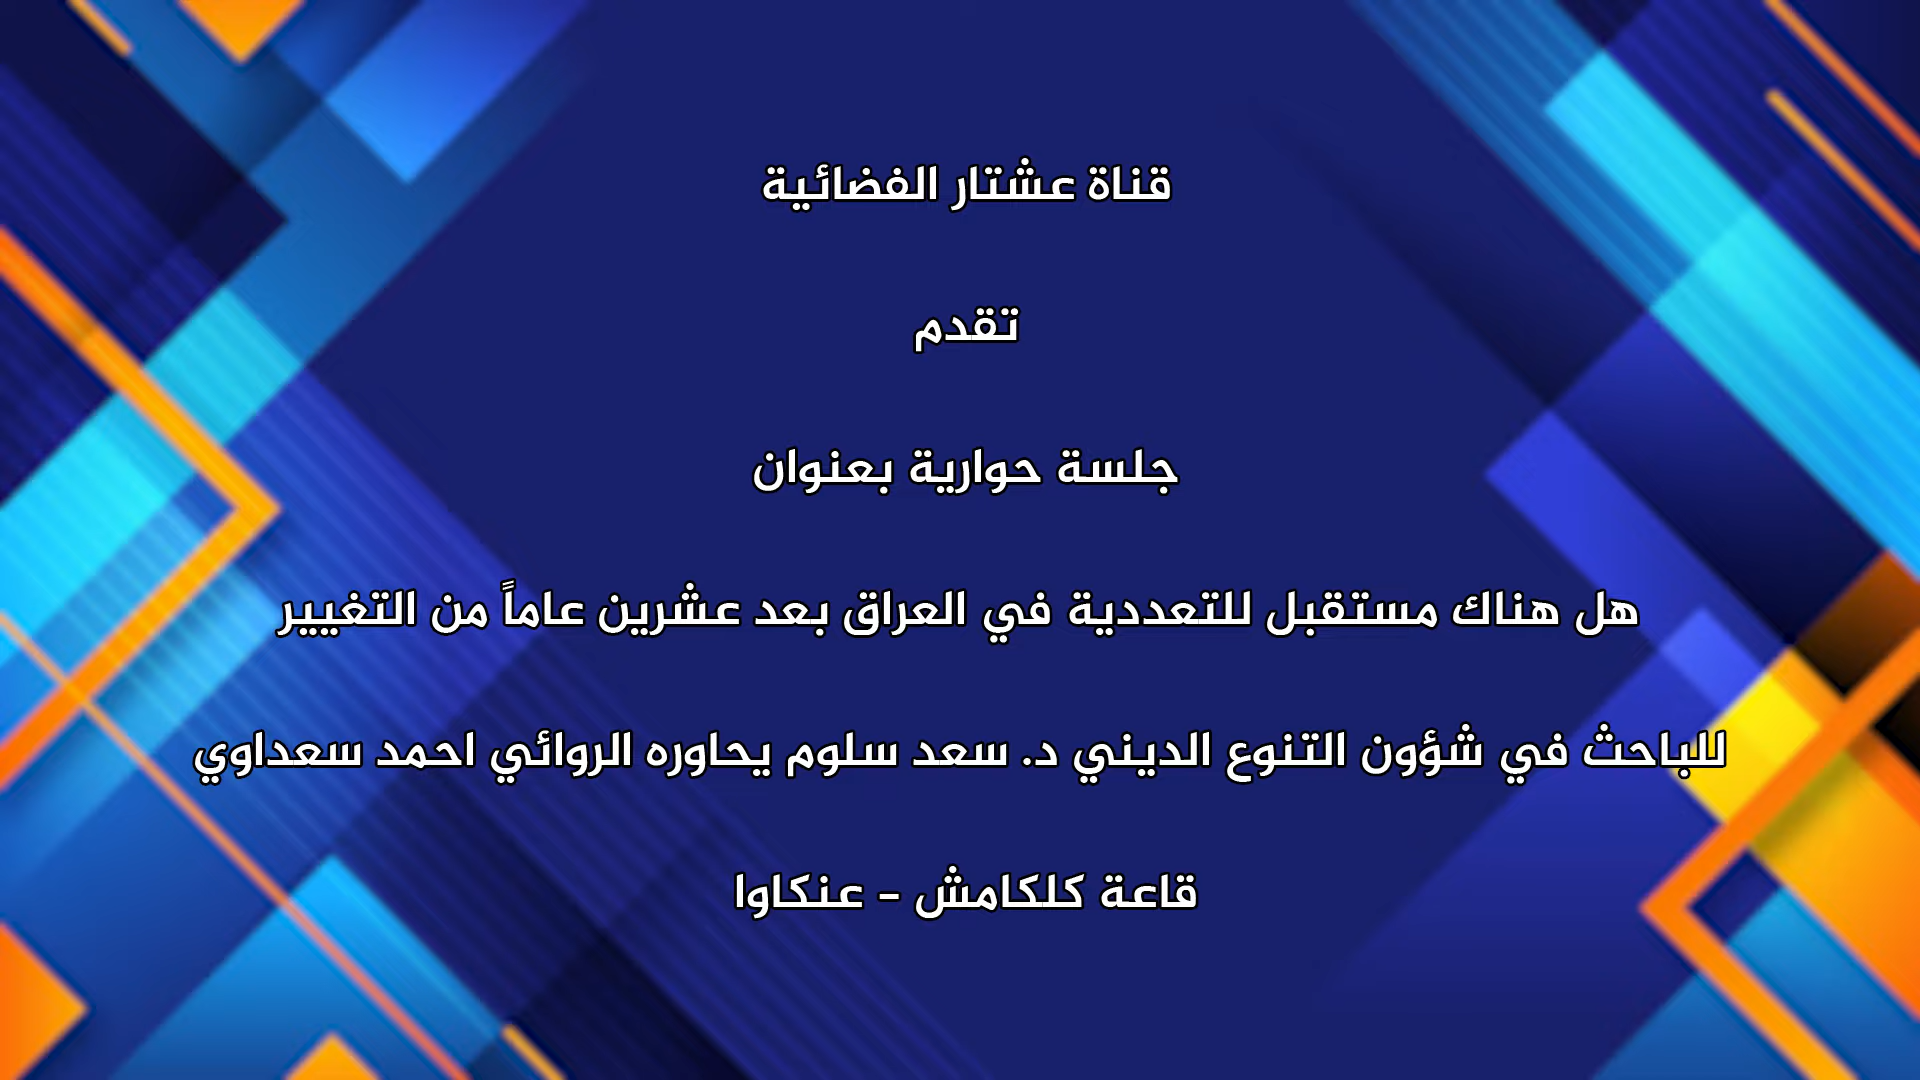 قناة عشتار الفضائية
تقدم
جلسة حوارية بعنوان
هل هناك مستقبل للتعددية في العراق بعد عشرين عاماً من التغيير
للباحث في شؤون التنوع الديني د. سعد سلوم يحاوره الروائي احمد سعداوي
قاعة كلكامش - عنكاوا